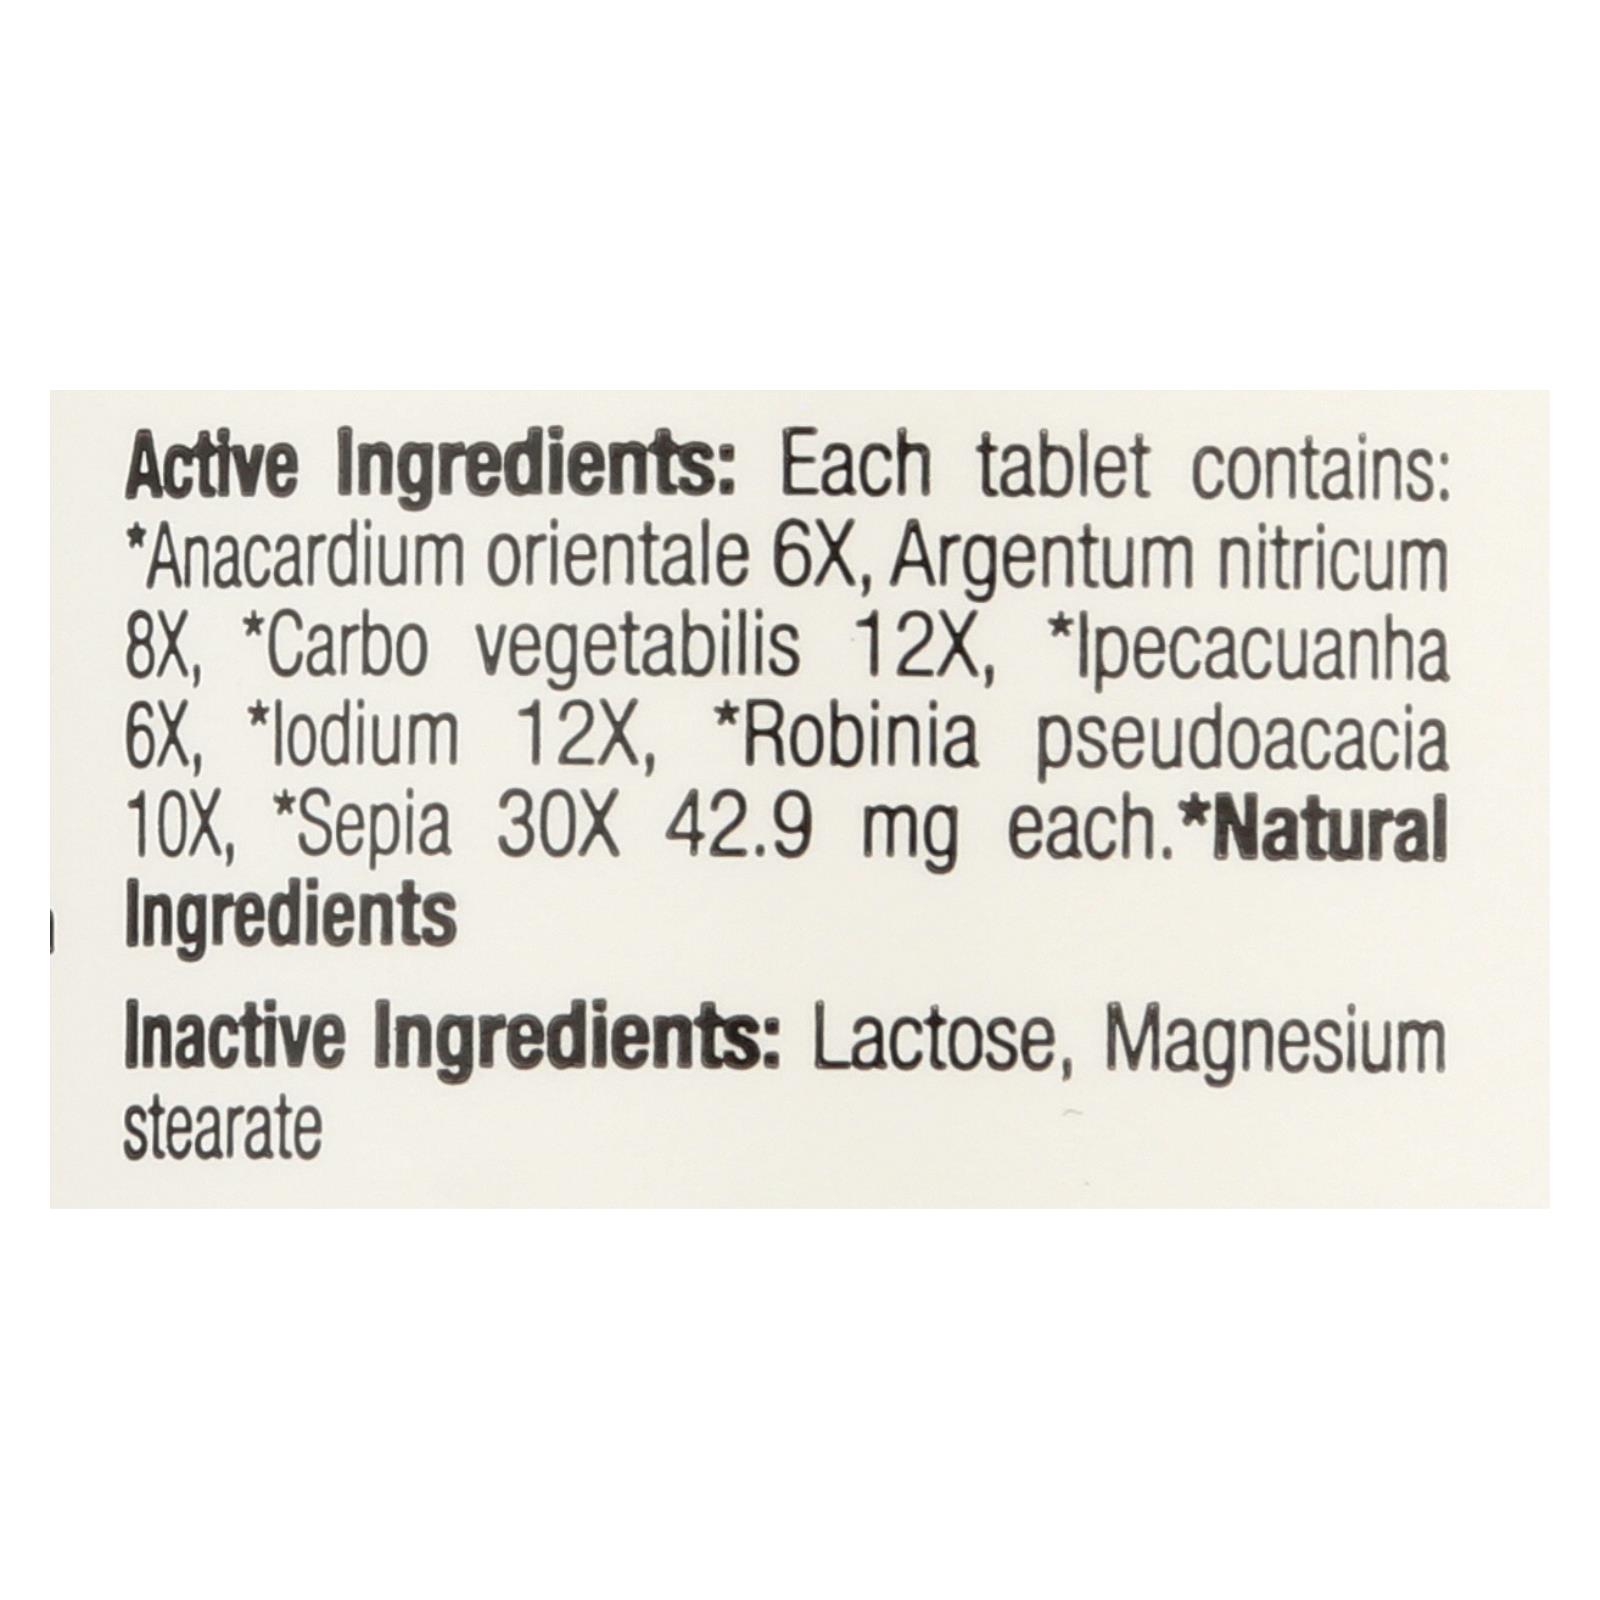 Active Ingredients: Each tablet contains:
*Anacardium orientale 6X, Argentum nitricum
8X, *Carbo vegetabilis 12X, *Ipecacuanha
6X, *Iodium 12X, *Robinia pseudoacacia
10X, *Sepia 30X 42.9 mg each.*Natural
Ingredients
Inactive Ingredients: Lactose, Magnesium
stearate